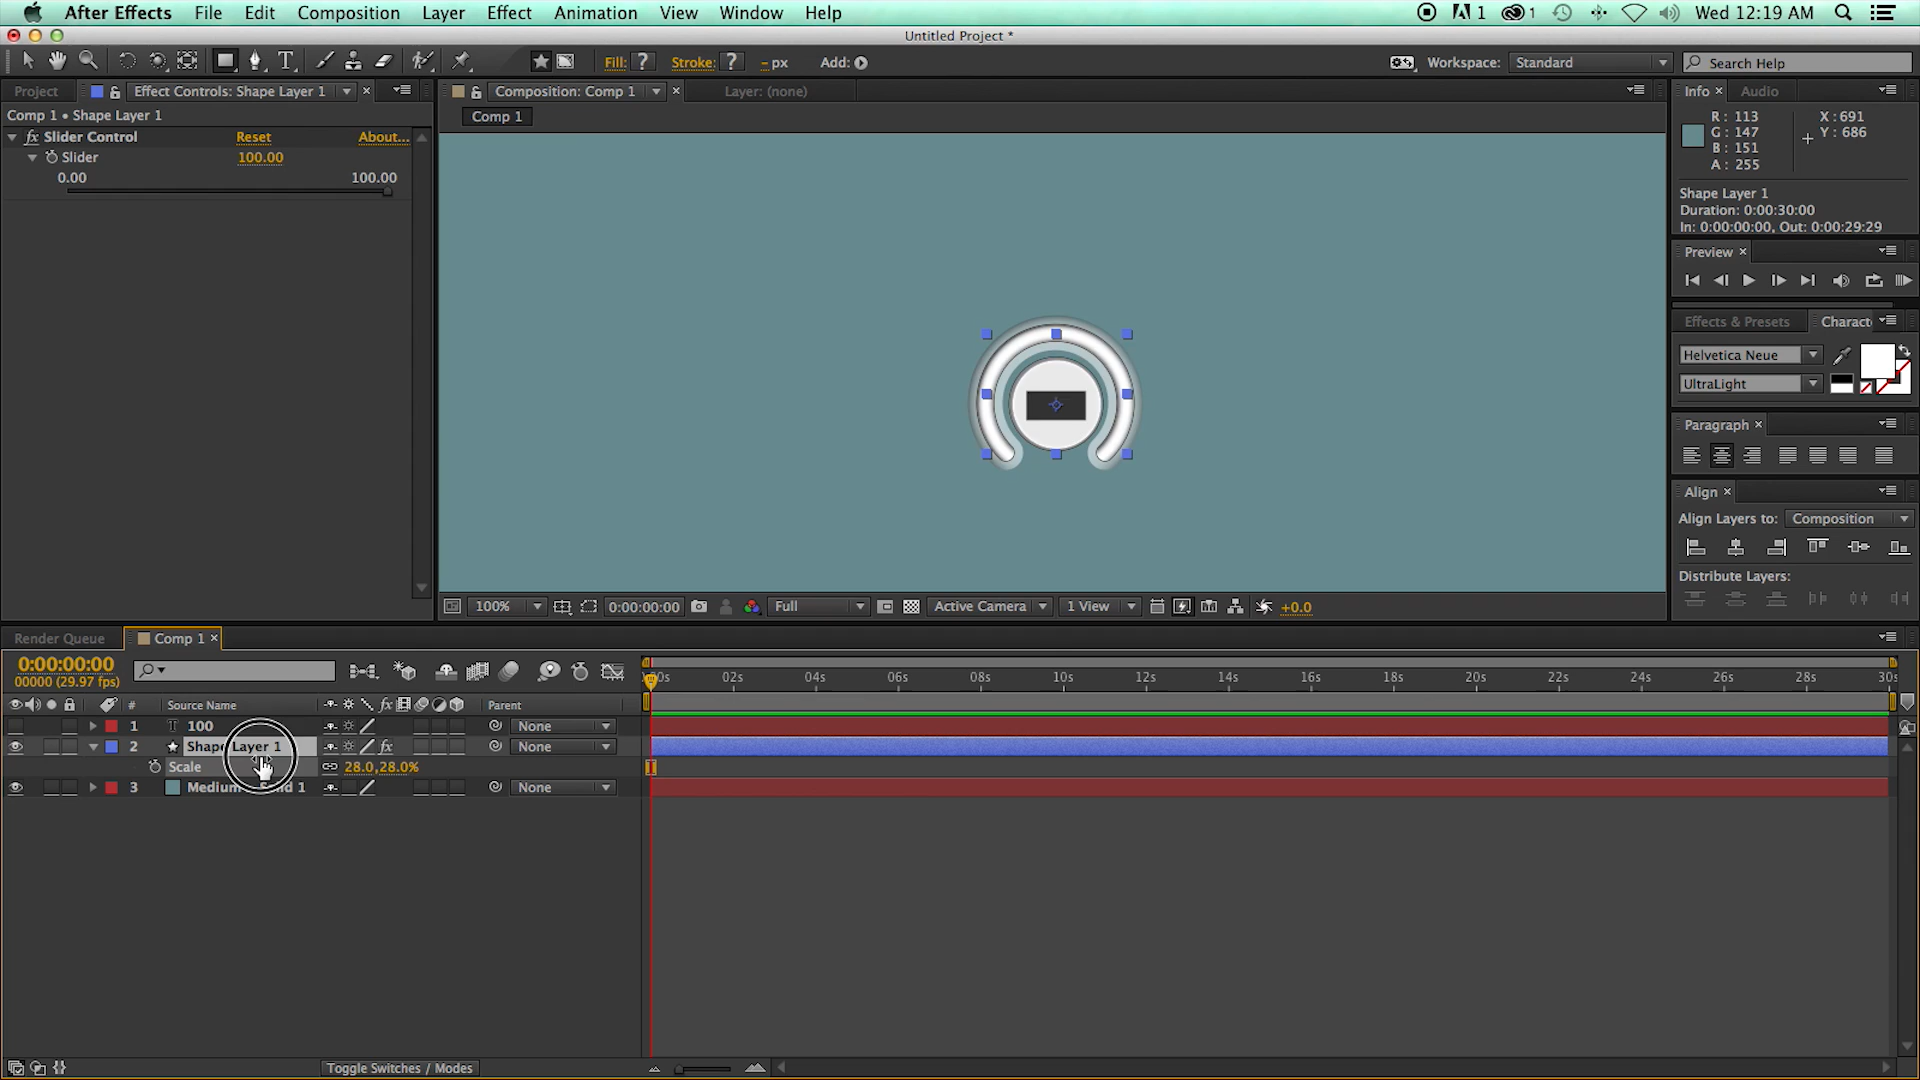 After Effects File Edit Composition Layer Effect Animation View Window Help 1 1 Wed 12:19 AM
Untitled Project *
T Fill: ? Stroke: ? - px Add: Workspace: Standard Search Help
Project Effect Controls: Shape Layer 1 × Composition: Comp 1 × Layer: (none) Info × Audio
Comp 1 • Shape Layer 1 Comp 1
fx Slider Control Reset About...
Slider 100.00
0.00 100.00
R: 113 X: 691
G: 147 Y: 686
B: 151
A: 255
Shape Layer 1
Duration: 0:00:30:00
In: 0:00:00:00, Out: 0:00:29:29
Preview ×
Effects & Presets Charact
Helvetica Neue
UltraLight
Paragraph ×
Align ×
Align Layers to: Composition
Distribute Layers:
100% 0:00:00:00 Full Active Camera 1 View +0.0
Render Queue Comp 1 ×
0:00:00:00
00000 (29.97 fps)
02s 04s 06s 08s 10s 12s 14s 16s 18s 20s 22s 24s 26s 28s 30s
# Source Name fx Parent
1 T 100 None
2 Shape Layer 1 fx None
Scale 28.0,28.0%
3 None
Toggle Switches / Modes